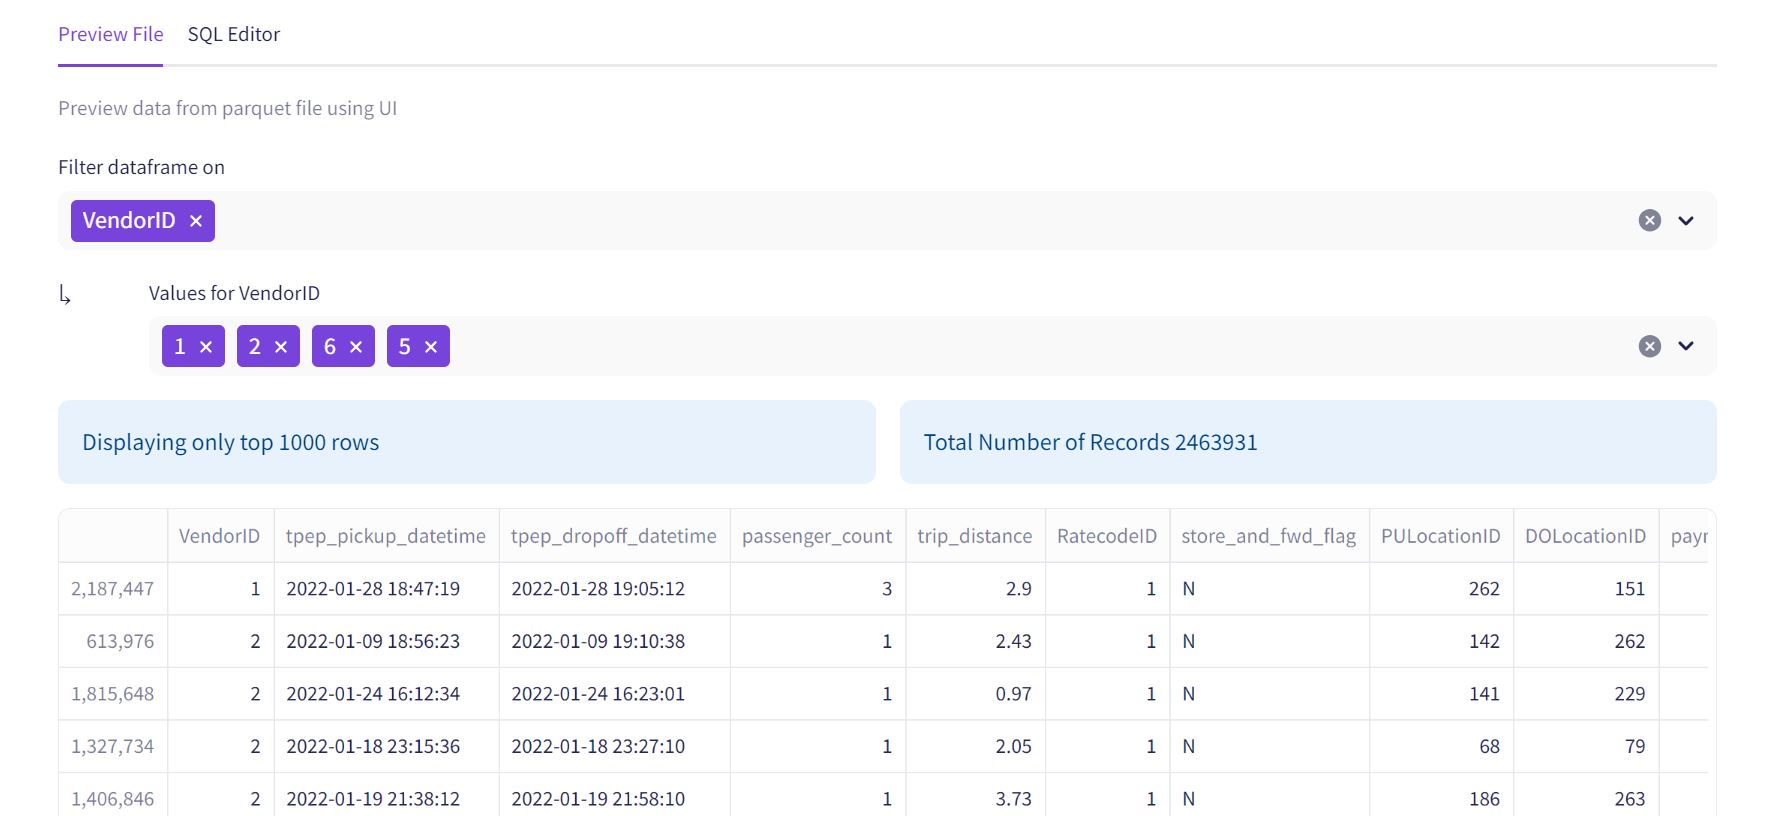 Preview File SQL Editor
Preview data from parquet file using UI
Filter dataframe on
VendorID ×
↳ Values for VendorID
1 × 2 × 6 × 5 ×
Displaying only top 1000 rows Total Number of Records 2463931
VendorID tpep_pickup_datetime tpep_dropoff_datetime passenger_count trip_distance RatecodeID store_and_fwd_flag PULocationID DOLocationID payr
2,187,447 1 2022-01-28 18:47:19 2022-01-28 19:05:12 3 2.9 1 N 262 151
613,976 2 2022-01-09 18:56:23 2022-01-09 19:10:38 1 2.43 1 N 142 262
1,815,648 2 2022-01-24 16:12:34 2022-01-24 16:23:01 1 0.97 1 N 141 229
1,327,734 2 2022-01-18 23:15:36 2022-01-18 23:27:10 1 2.05 1 N 68 79
1,406,846 2 2022-01-19 21:38:12 2022-01-19 21:58:10 1 3.73 1 N 186 263